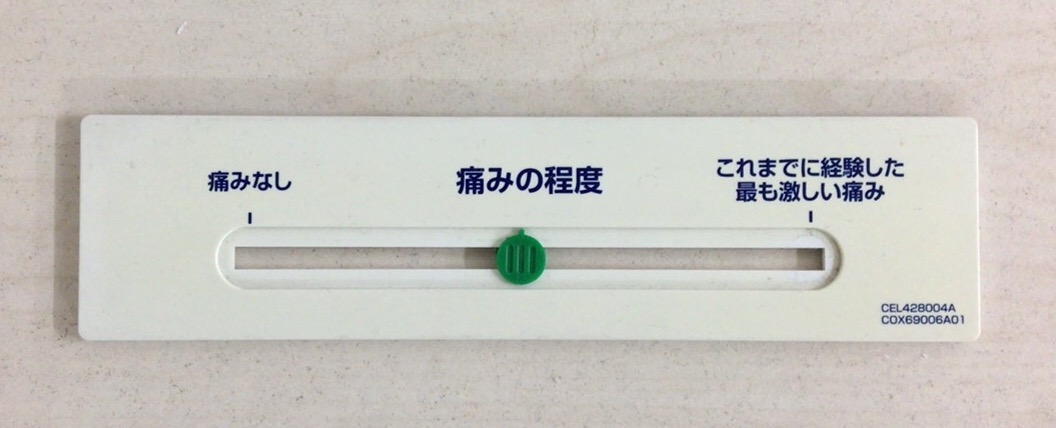 痛みなし
痛みの程度
これまでに経験した
最も激しい痛み
CEL428004A
COX69006A01